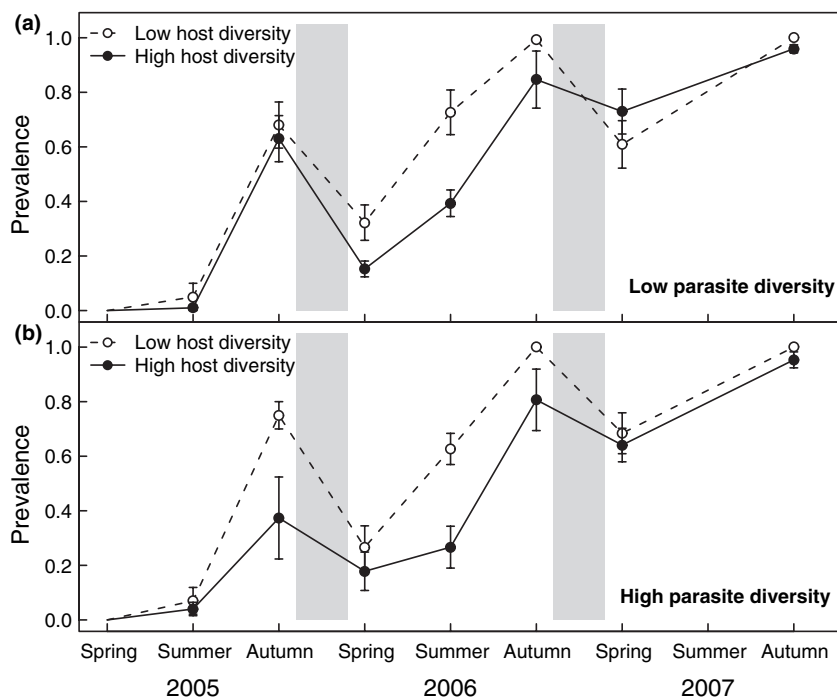 (a)
Low host diversity
High host diversity
1.0
0.8
0.6
0.4
0.2
0.0
Prevalence
Low parasite diversity
(b)
Low host diversity
High host diversity
1.0
0.8
0.6
0.4
0.2
0.0
Prevalence
High parasite diversity
Spring Summer Autumn Spring Summer Autumn Spring Summer Autumn
2005 2006 2007